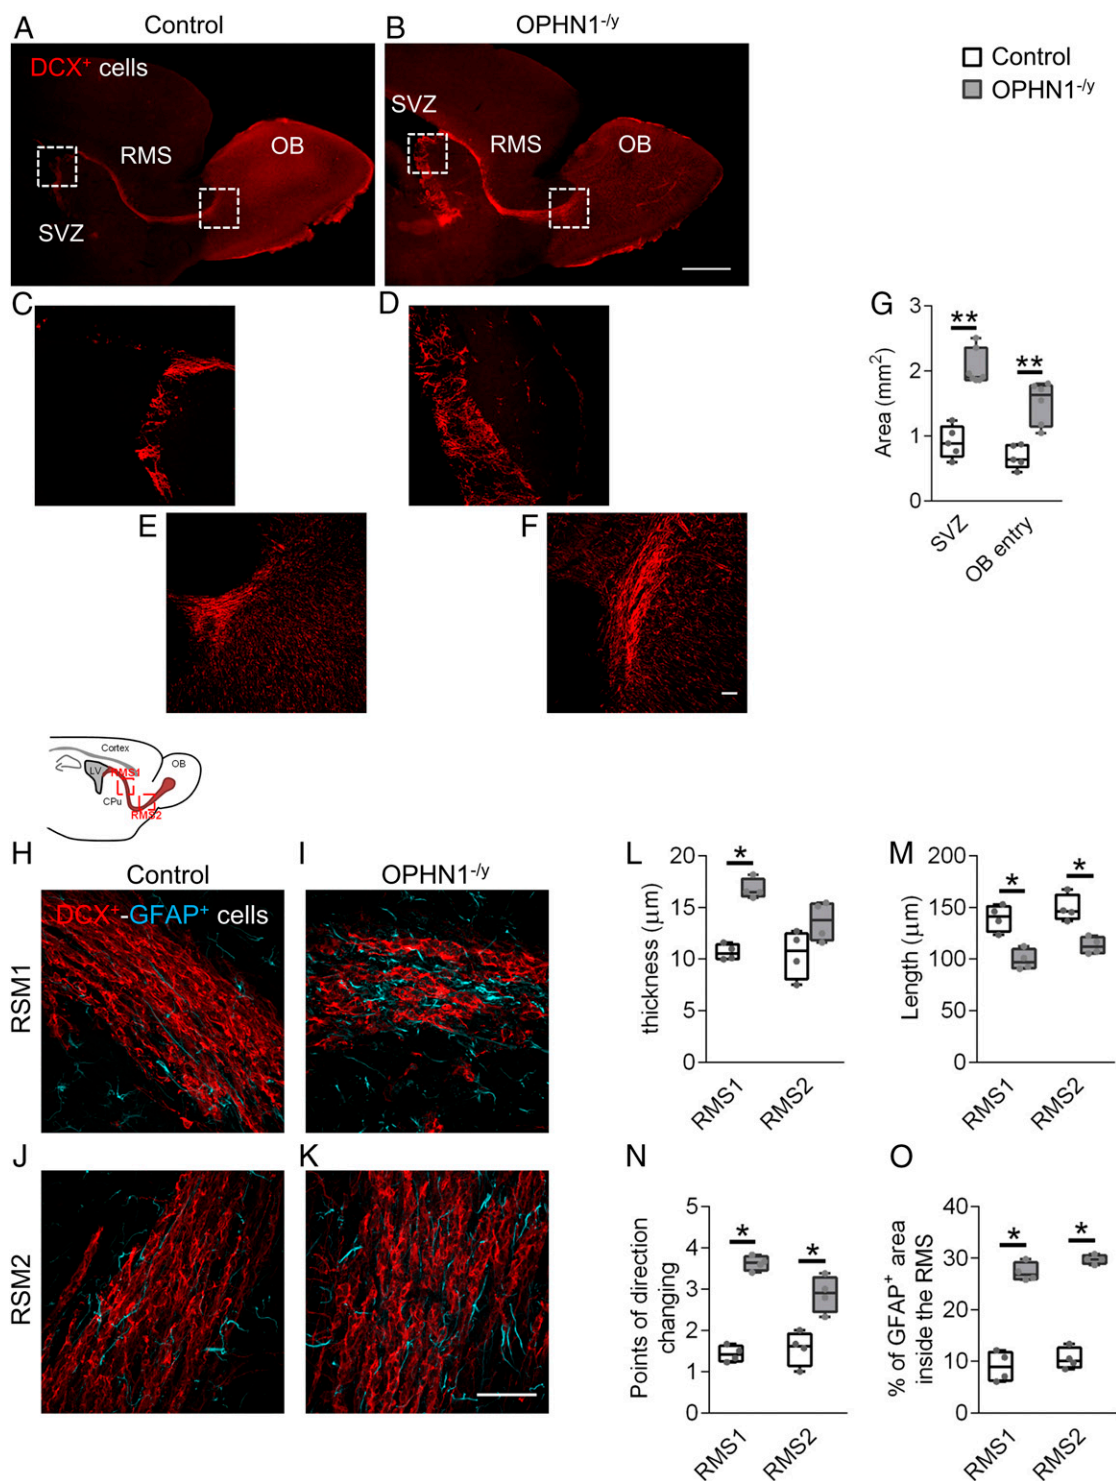 A Control
B OPHN1-/y
Control
OPHN1-/y
DCX+ cells
SVZ
RMS
OB
SVZ
RMS
OB
C
D
E
F
G
Area (mm2)
3
2
1
0
**
**
SVZ
OB entry
Cortex
LV
OB
RMS1
CPu
RMS2
H Control
I OPHN1-/y
DCX+-GFAP+ cells
RSM1
J
K
RSM2
L
thickness (μm)
20
15
10
5
0
*
RMS1
RMS2
M
Length (μm)
200
150
100
50
0
*
*
RMS1
RMS2
N
Points of direction
changing
5
4
3
2
1
0
*
*
RMS1
RMS2
O
% of GFAP+ area
inside the RMS
40
30
20
10
0
*
*
RMS1
RMS2